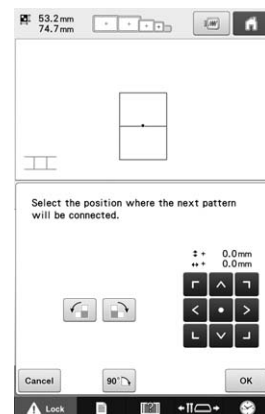 53.2mm
74.7mm
Select the position where the next pattern
will be connected.
+ 0.0mm
+ 0.0mm
Cancel
90°
OK
Lock